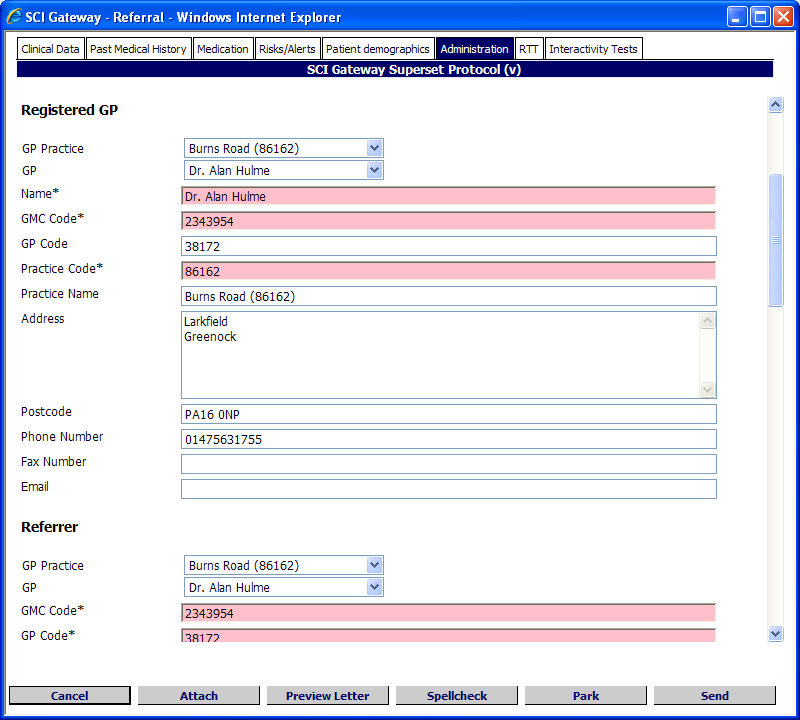 SCI Gateway - Referral - Windows Internet Explorer
Clinical Data Past Medical History Medication Risks/Alerts Patient demographics Administration RTT Interactivity Tests
SCI Gateway Superset Protocol (v)
Registered GP
GP Practice Burns Road (86162)
GP Dr. Alan Hulme
Name* Dr. Alan Hulme
GMC Code* 2343954
GP Code 38172
Practice Code* 86162
Practice Name Burns Road (86162)
Address Larkfield
Greenock
Postcode PA16 0NP
Phone Number 01475631755
Fax Number
Email
Referrer
GP Practice Burns Road (86162)
GP Dr. Alan Hulme
GMC Code* 2343954
GP Code* 38172
Cancel Attach Preview Letter Spellcheck Park Send